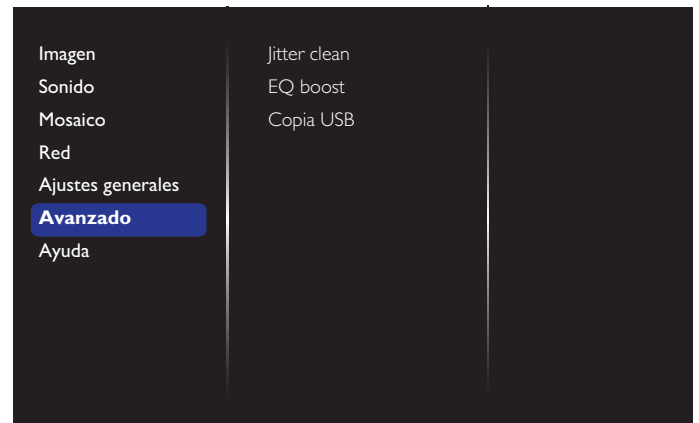 Imagen
Sonido
Mosaico
Red
Ajustes generales
Avanzado
Ayuda
Jitter clean
EQ boost
Copia USB